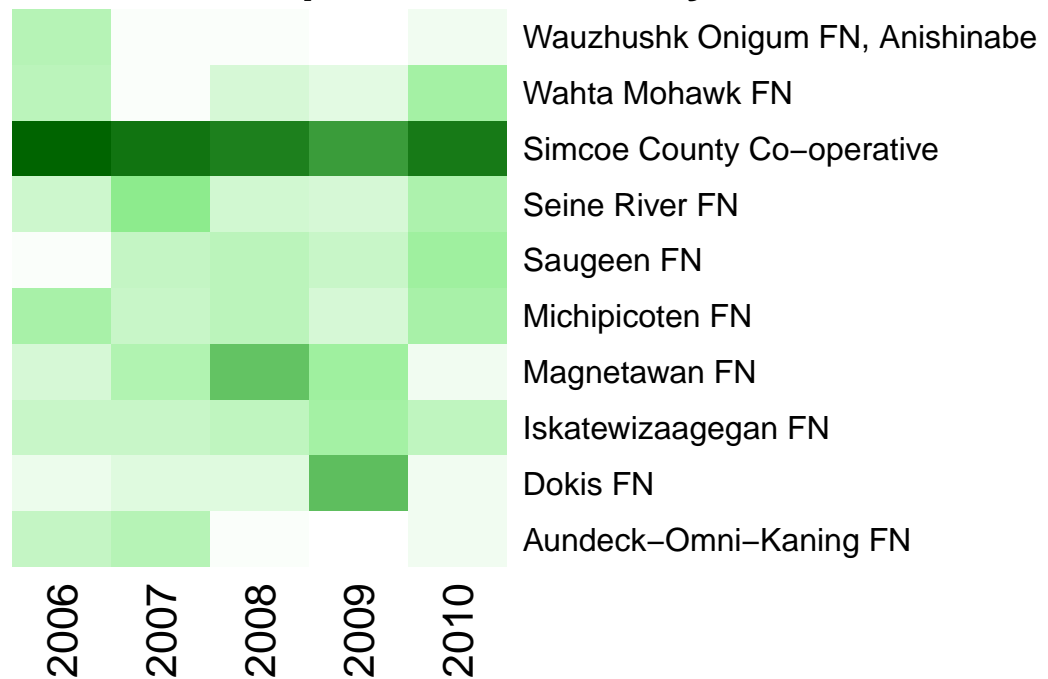 Wauzhushk Onigum FN, Anishinabe
Wahta Mohawk FN
Simcoe County Co−operative
Seine River FN
Saugeen FN
Michipicoten FN
Magnetawan FN
Iskatewizaagegan FN
Dokis FN
Aundeck−Omni−Kaning FN
2006
2007
2008
2009
2010